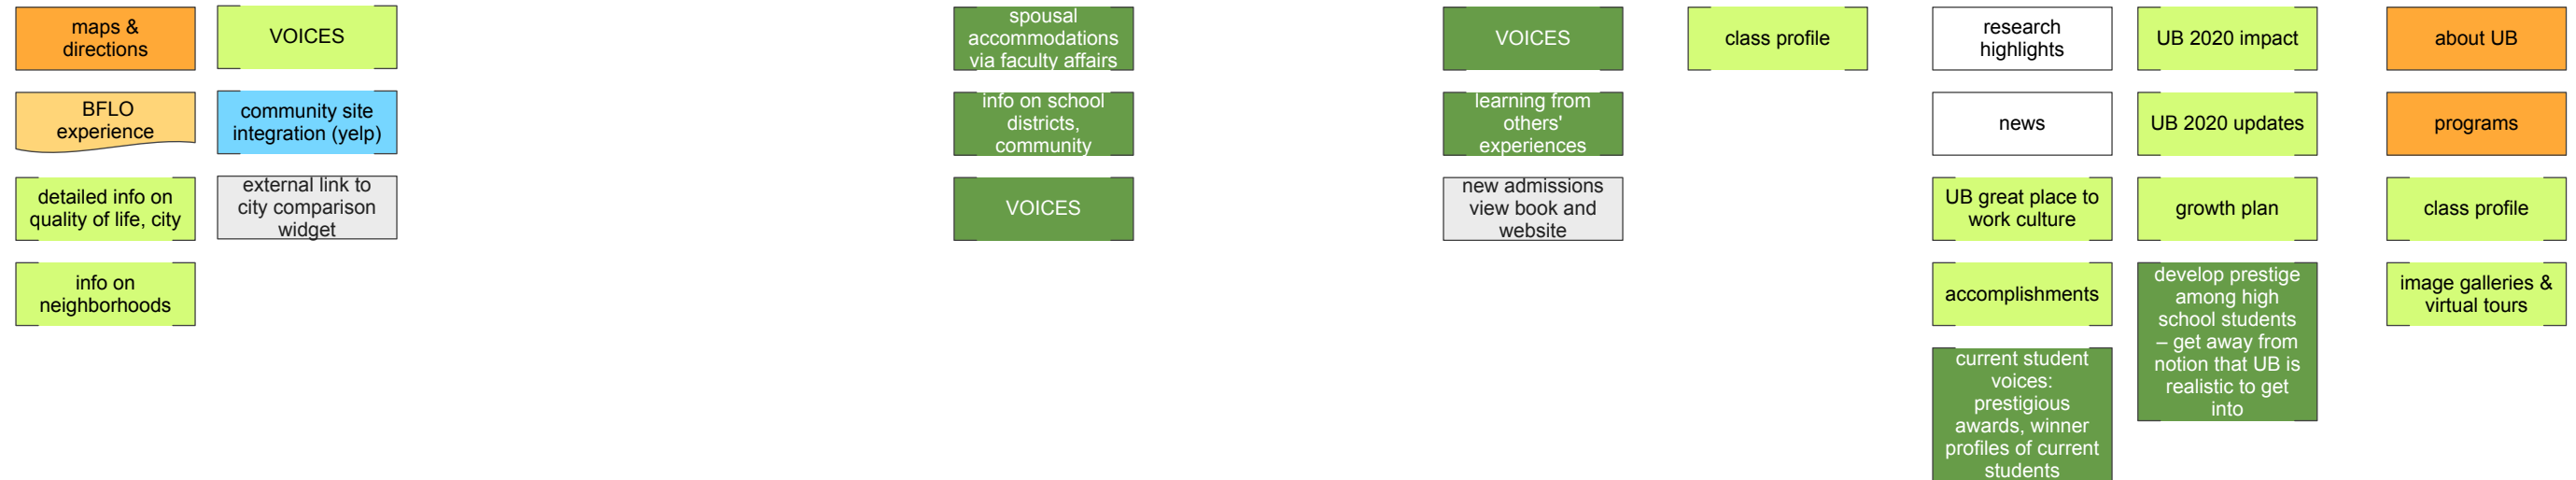 maps &
directions
BFLO
experience
detailed info on
quality of life, city
info on
neighborhoods
VOICES
community site
integration (yelp)
external link to
city comparison
widget
spousal
accommodations
via faculty affairs
info on school
districts,
community
VOICES
VOICES
learning from
others'
experiences
new admissions
view book and
website
class profile
research
highlights
news
UB great place to
work culture
accomplishments
current student
voices:
prestigious
awards, winner
profiles of current
students
UB 2020 impact
UB 2020 updates
growth plan
develop prestige
among high
school students
– get away from
notion that UB is
realistic to get
into
about UB
programs
class profile
image galleries &
virtual tours